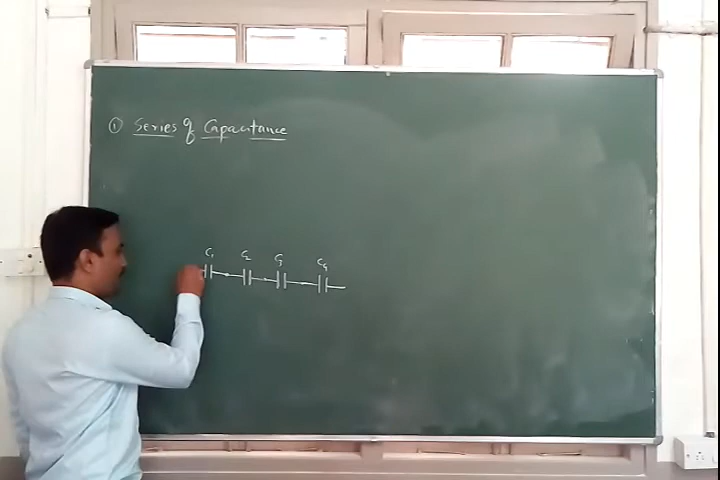 ① Series of Capacitance
C₁ C₂ C₃ C₄